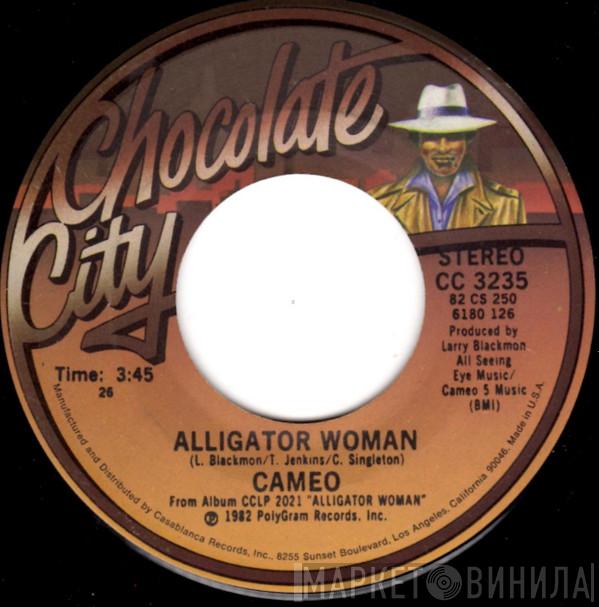 Chocolate
City
STEREO
CC 3235
82 CS 250
6180 126
Produced by
Larry Blackmon
All Seeing
Eye Music/
Cameo 5 Music
(BMI)
Time: 3:45
26
ALLIGATOR WOMAN
(L. Blackmon/T. Jenkins/C. Singleton)
CAMEO
From Album CCLP 2021 "ALLIGATOR WOMAN"
Ⓟ 1982 PolyGram Records, Inc.
Manufactured and Distributed by Casablanca Records, Inc., 8255 Sunset Boulevard, Los Angeles, California 90046. Made in U.S.A.
МАРКЕТ ВИНИЛА